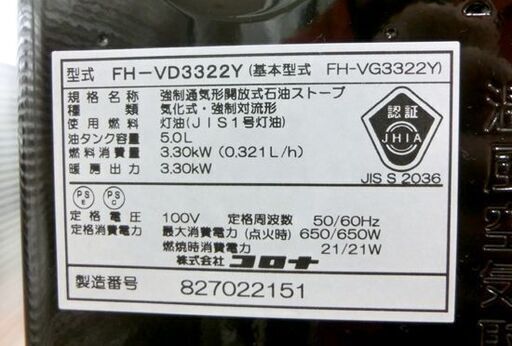 型式 FH-VD3322Y(基本型式 FH-VG3322Y)
規格名称 強制通気形開放式石油ストーブ
種類 気化式・強制対流形
使用燃料 灯油(JIS1号灯油)
油タンク容量 5.0L
燃料消費量 3.30kW (0.321L/h)
暖房出力 3.30kW
認証
JHIA
JIS S 2036
PS E PS C
定格電圧 100V 定格周波数 50/60Hz
定格消費電力 最大消費電力(点火時) 650/650W
燃焼時消費電力 21/21W
株式会社 コロナ
製造番号 827022151